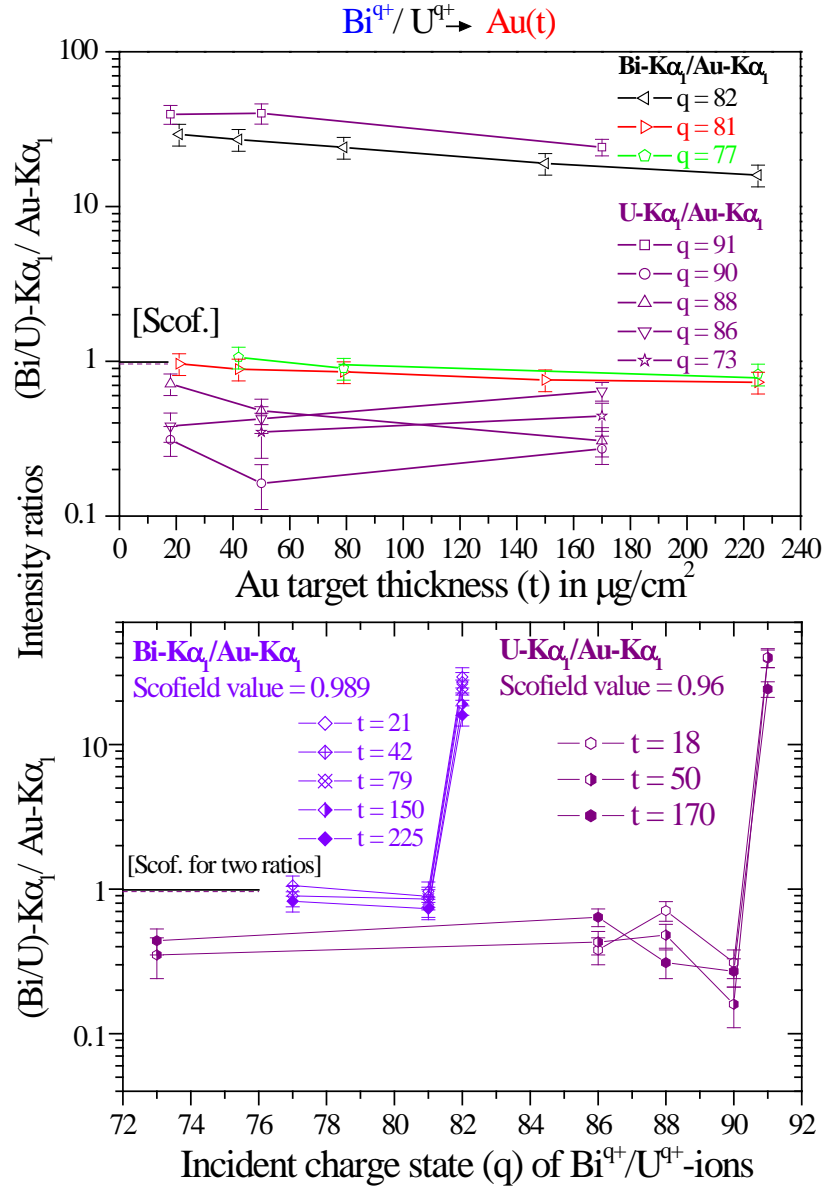 Bi^q+/ U^q+ → Au(t)
Bi-Kα₁/Au-Kα₁
q = 82
q = 81
q = 77
U-Kα₁/Au-Kα₁
q = 91
q = 90
q = 88
q = 86
q = 73
[Scof.]
100
10
1
0.1
(Bi/U)-Kα₁/ Au-Kα₁
0 20 40 60 80 100 120 140 160 180 200 220 240
Au target thickness (t) in μg/cm²
Intensity ratios
Bi-Kα₁/Au-Kα₁
Scofield value = 0.989
t = 21
t = 42
t = 79
t = 150
t = 225
U-Kα₁/Au-Kα₁
Scofield value = 0.96
t = 18
t = 50
t = 170
[Scof. for two ratios]
10
1
0.1
(Bi/U)-Kα₁/ Au-Kα₁
72 74 76 78 80 82 84 86 88 90 92
Incident charge state (q) of Bi^q+/U^q+-ions